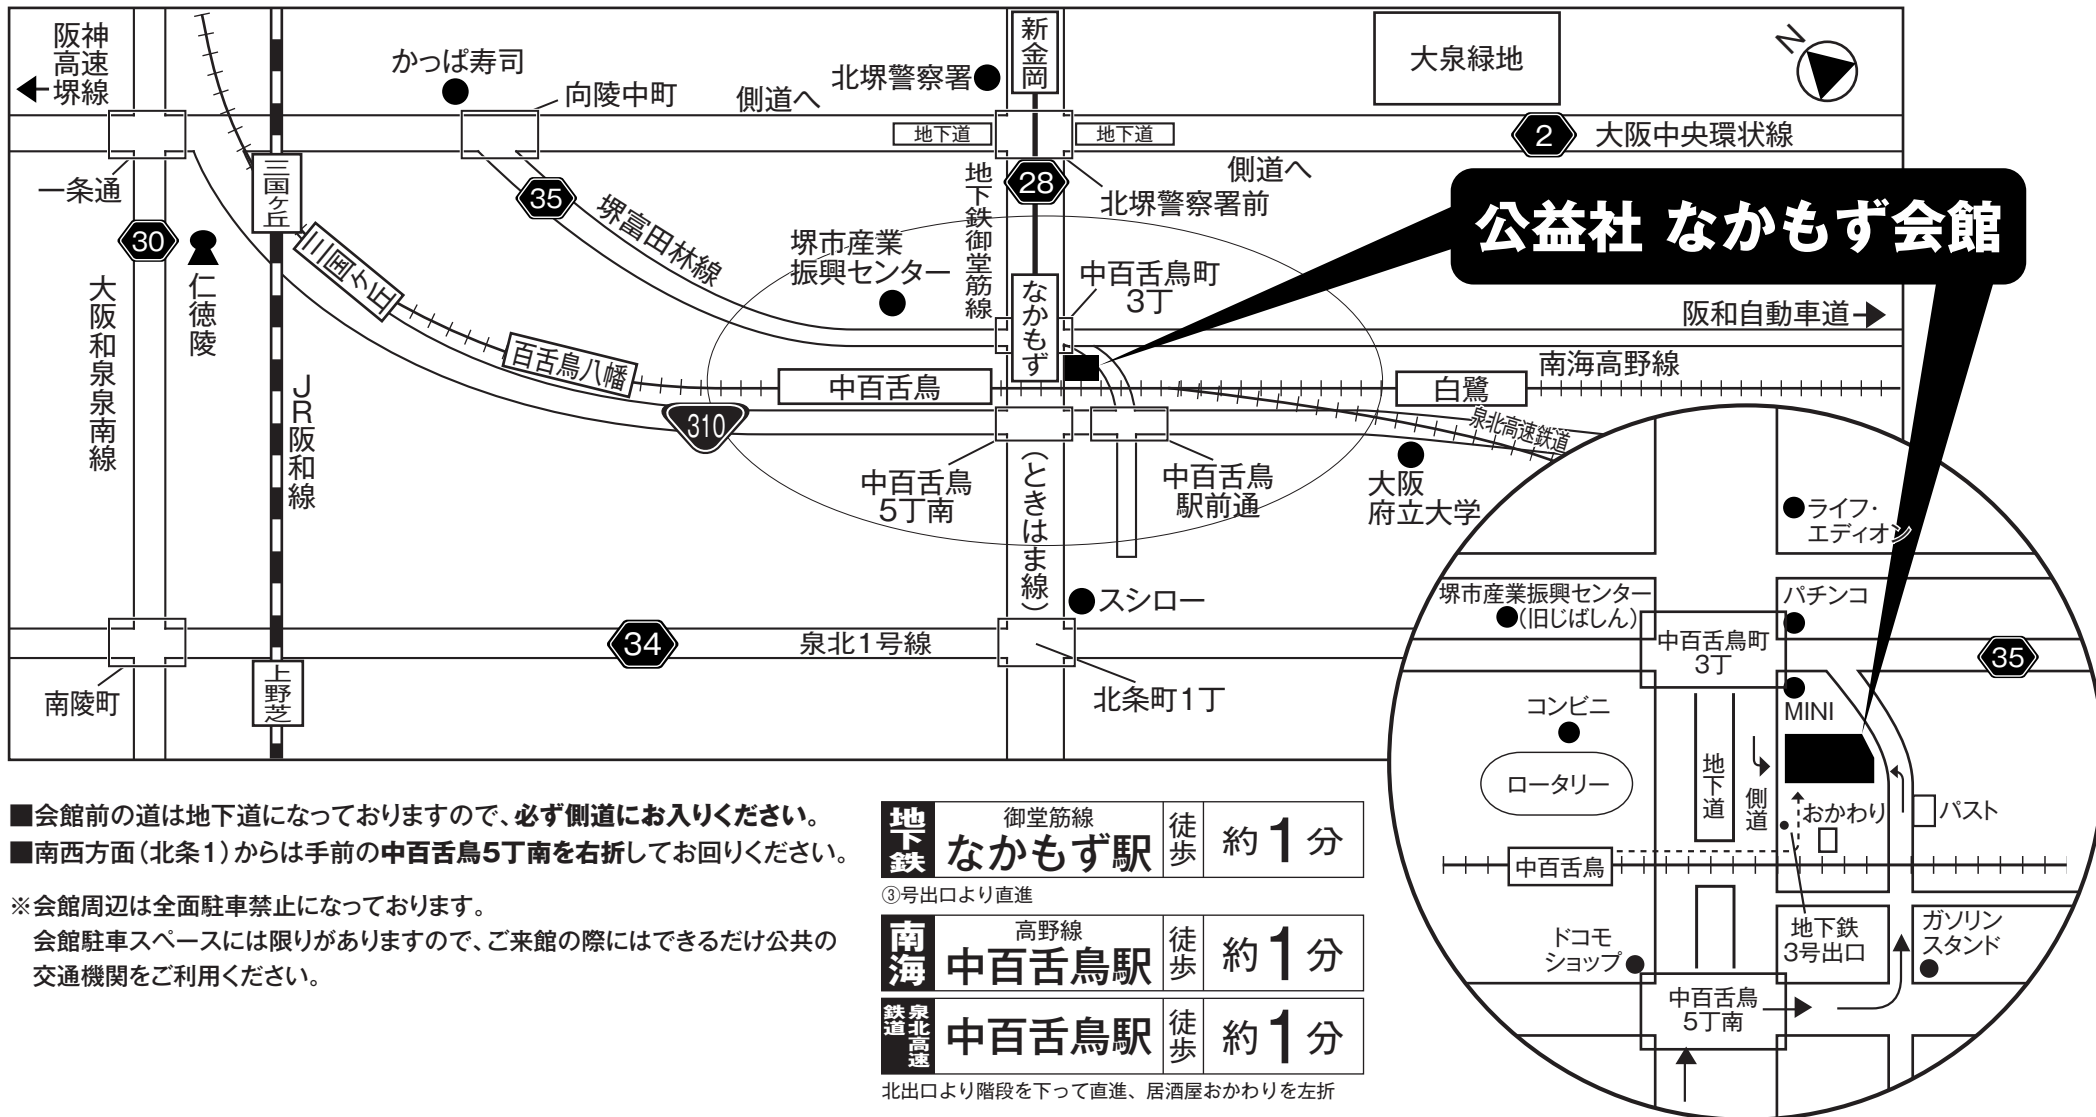 阪神
高速
堺線
かっぱ寿司
向陵中町
側道へ
北堺警察署
新金岡
大泉緑地
N
地下道
地下道
2
大阪中央環状線
一条通
三国ヶ丘
35
堺富田林線
地下鉄御堂筋線
28
側道へ
北堺警察署前
公益社 なかもず会館
30
仁徳陵
大阪和泉泉南線
三国ヶ丘
堺市産業
振興センター
なかもず
中百舌鳥町
3丁
阪和自動車道
百舌鳥八幡
中百舌鳥
南海高野線
白鷺
JR阪和線
310
泉北高速鉄道
中百舌鳥
5丁南
(ときはま線)
中百舌鳥
駅前通
大阪
府立大学
スシロー
34
泉北1号線
南陵町
上野芝
北条町1丁
ライフ・
エディオン
堺市産業振興センター
(旧じばしん)
パチンコ
中百舌鳥町
3丁
35
コンビニ
MINI
ロータリー
地下道
側道
おかわり
パスト
中百舌鳥
ドコモ
ショップ
地下鉄
3号出口
ガソリン
スタンド
中百舌鳥
5丁南
■会館前の道は地下道になっておりますので、必ず側道にお入りください。
■南西方面(北条1)からは手前の中百舌鳥5丁南を右折してお回りください。
※会館周辺は全面駐車禁止になっております。
会館駐車スペースには限りがありますので、ご来館の際にはできるだけ公共の
交通機関をご利用ください。
地下鉄 御堂筋線 なかもず駅 徒歩 約1分
③号出口より直進
南海 高野線 中百舌鳥駅 徒歩 約1分
泉北高速鉄道 中百舌鳥駅 徒歩 約1分
北出口より階段を下って直進、居酒屋おかわりを左折